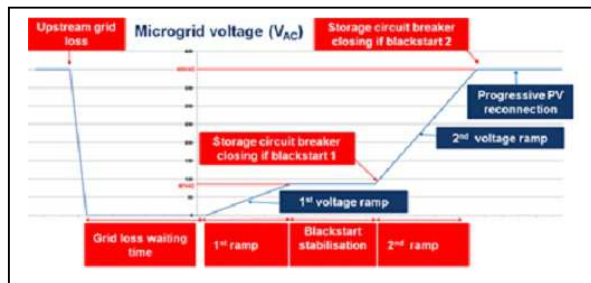 Upstream grid
loss
Microgrid voltage (VAC)
Storage circuit breaker
closing if blackstart 2
Progressive PV
reconnection
2nd voltage ramp
Storage circuit breaker
closing if blackstart 1
1st voltage ramp
Grid loss waiting
time
1st ramp
Blackstart
stabilisation
2nd ramp